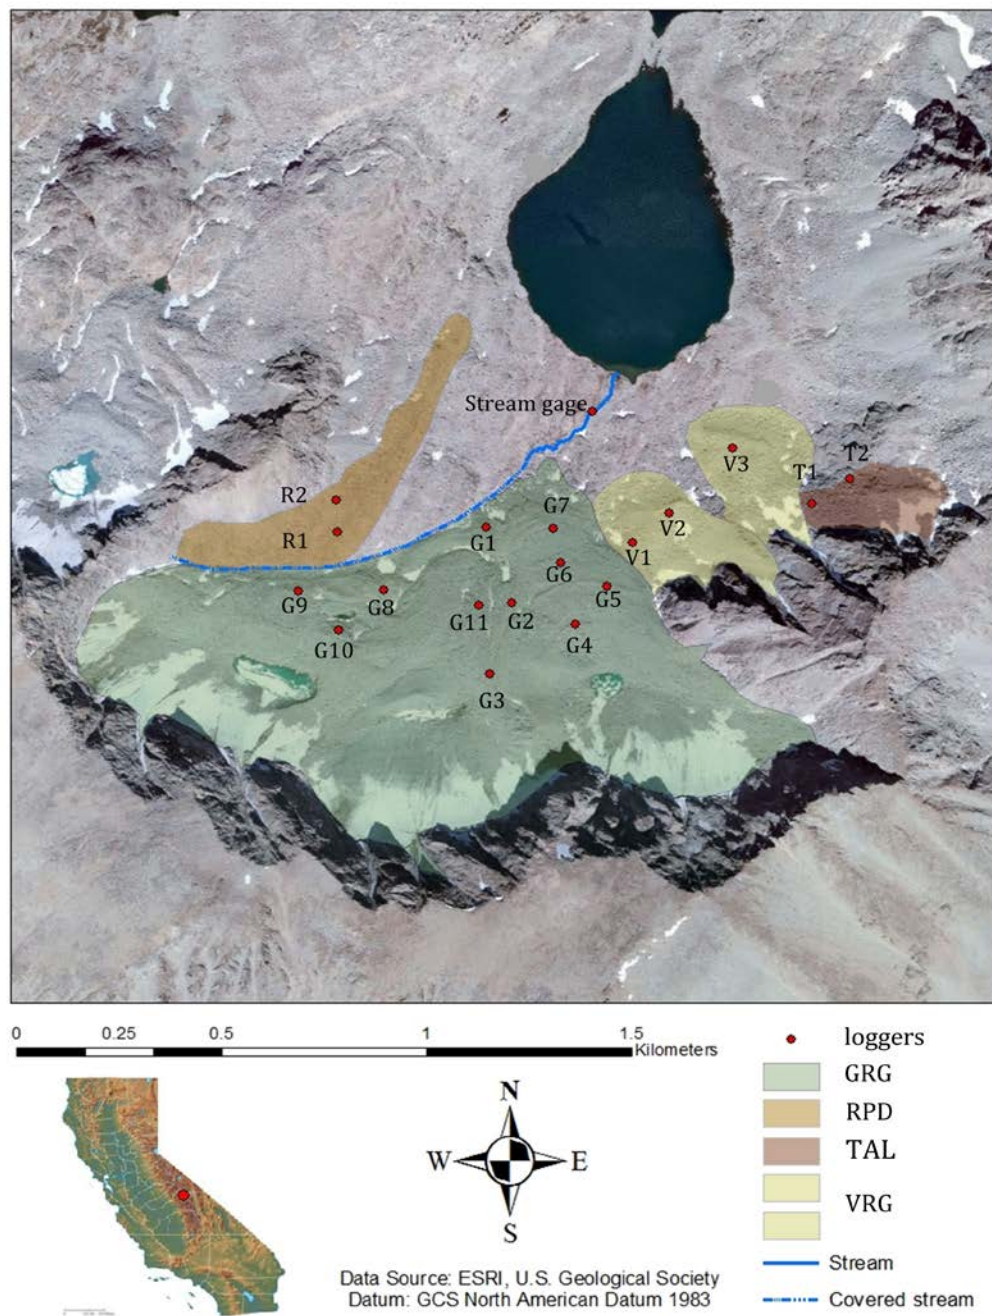 Stream gage
R2
R1
V3
T2
T1
V2
V1
G7
G1
G6
G5
G9
G8
G11
G2
G4
G10
G3
0 0.25 0.5 1 1.5
Kilometers
loggers
GRG
RPD
TAL
VRG
Stream
Covered stream
N
W E
S
Data Source: ESRI, U.S. Geological Society
Datum: GCS North American Datum 1983